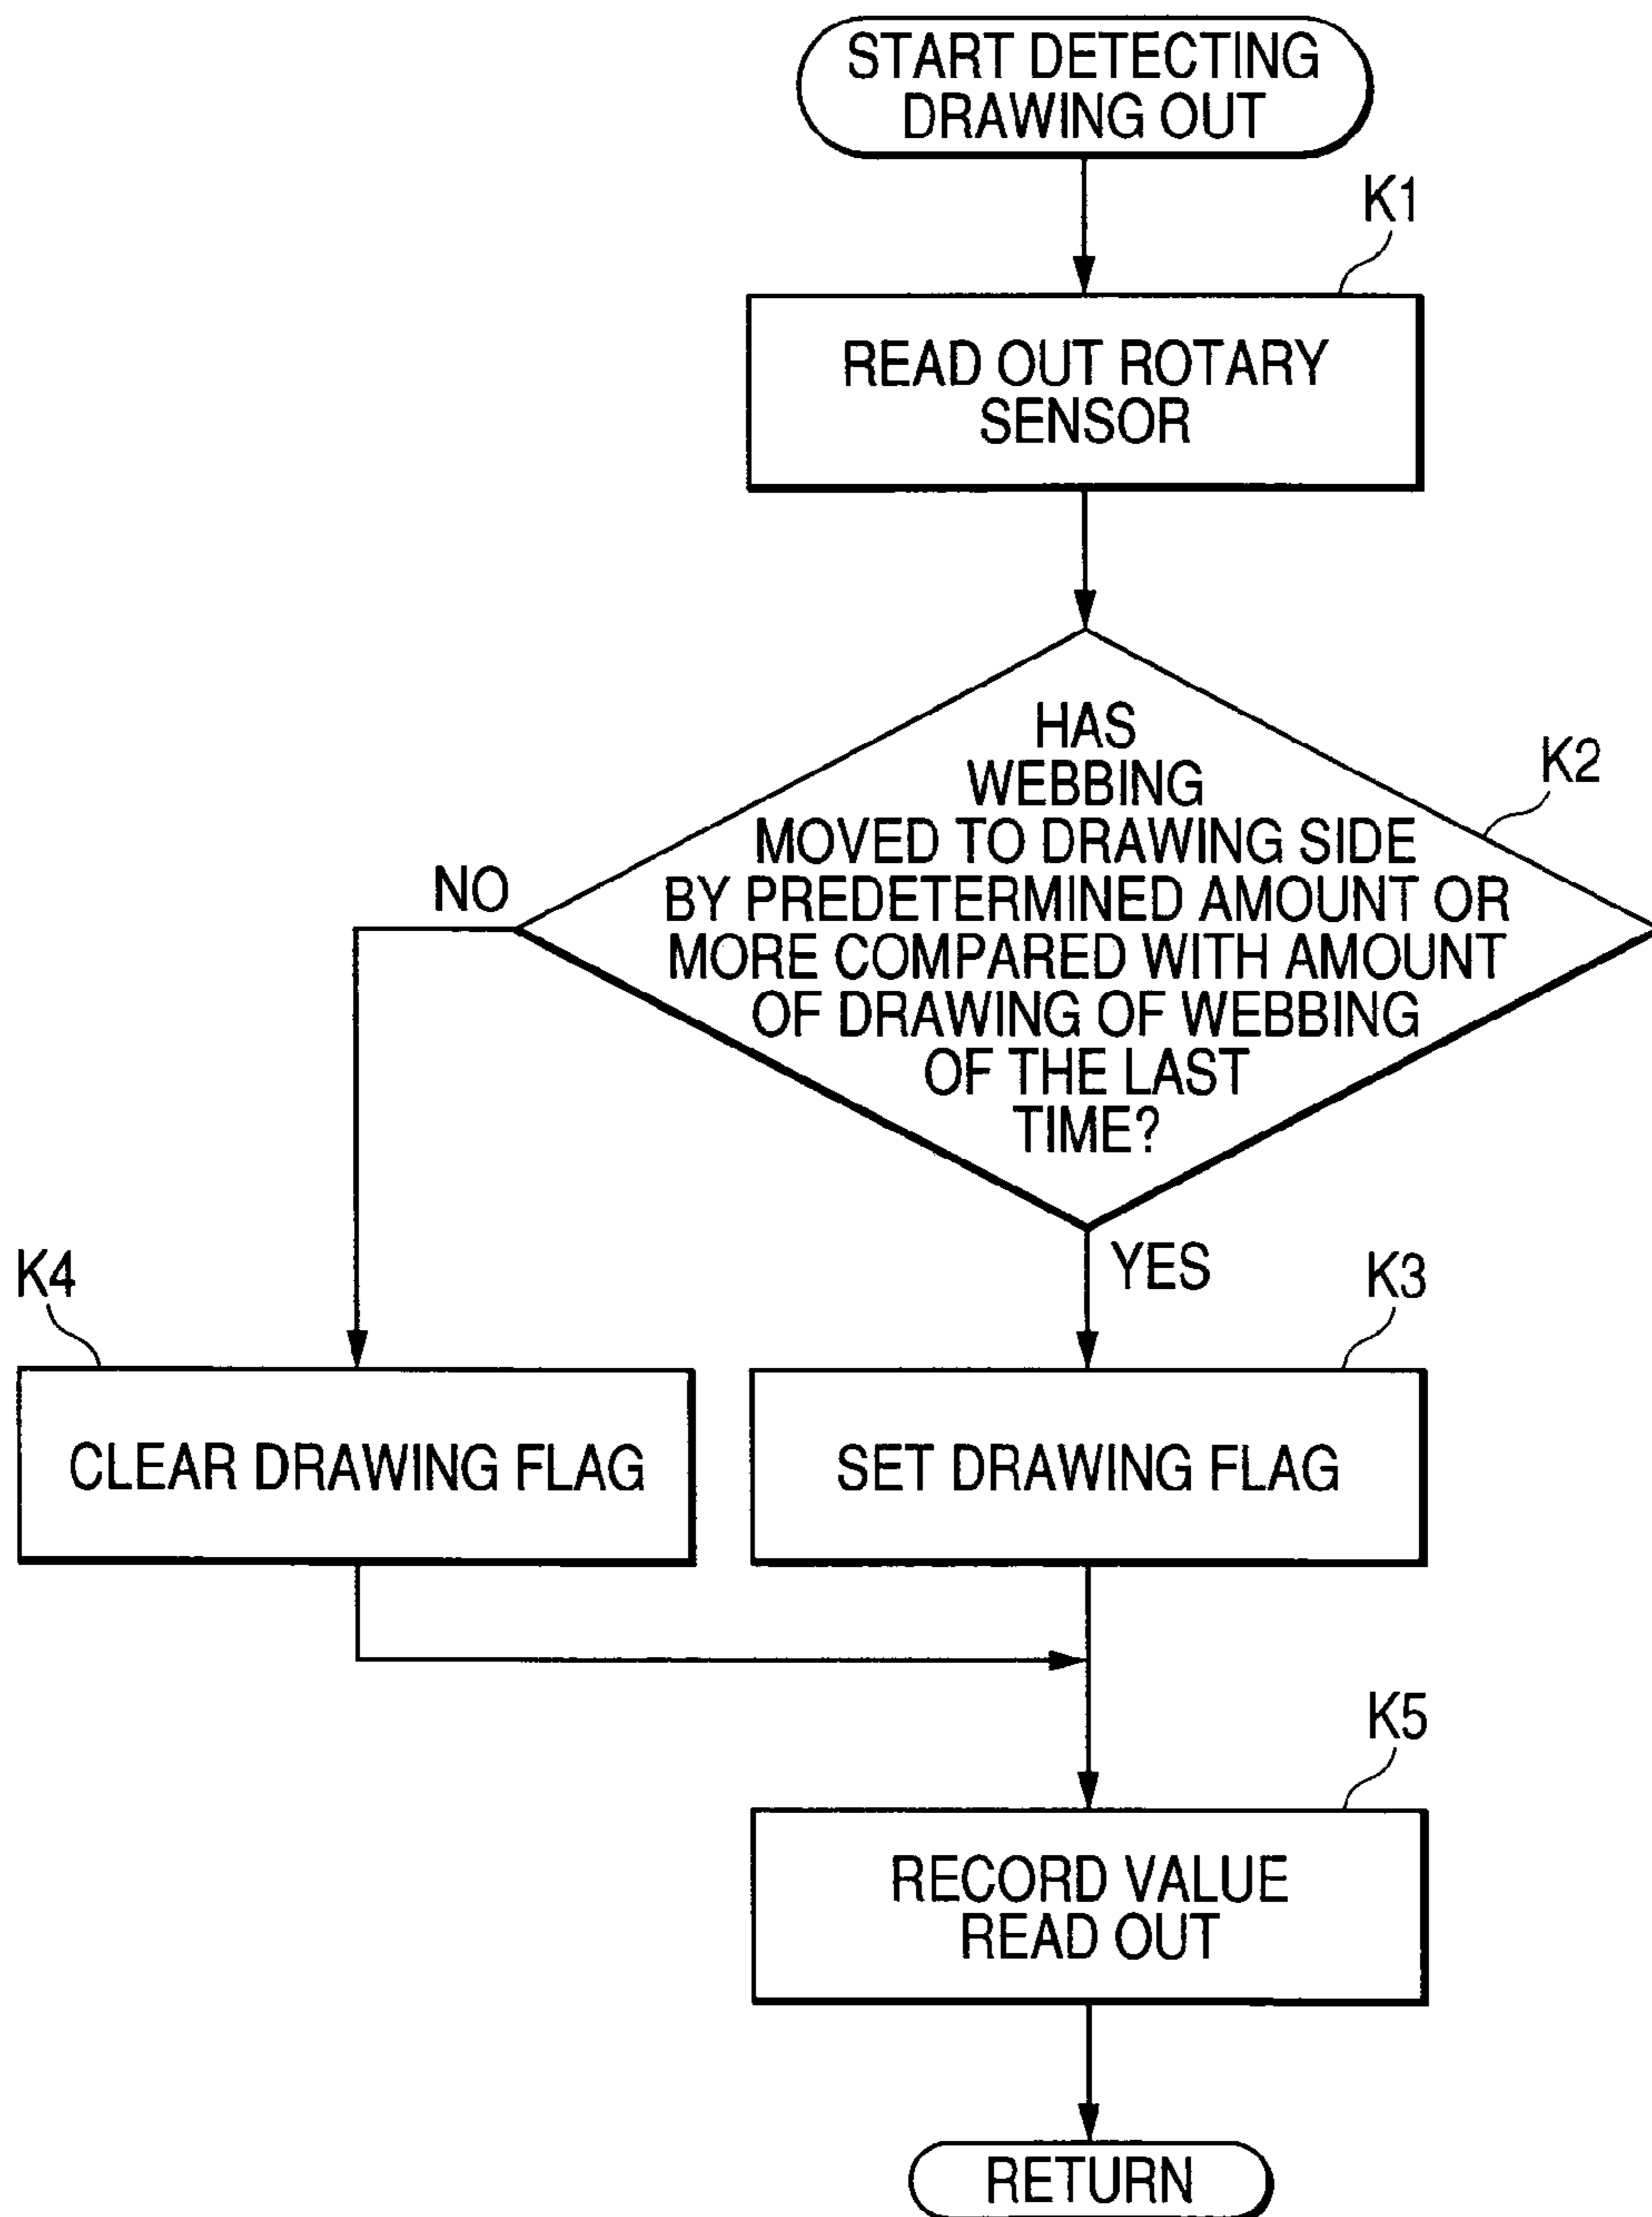 START DETECTING
DRAWING OUT
K1
READ OUT ROTARY
SENSOR
K2
HAS
WEBBING
MOVED TO DRAWING SIDE
BY PREDETERMINED AMOUNT OR
MORE COMPARED WITH AMOUNT
OF DRAWING OF WEBBING
OF THE LAST
TIME?
NO
YES
K4
K3
CLEAR DRAWING FLAG
SET DRAWING FLAG
K5
RECORD VALUE
READ OUT
RETURN